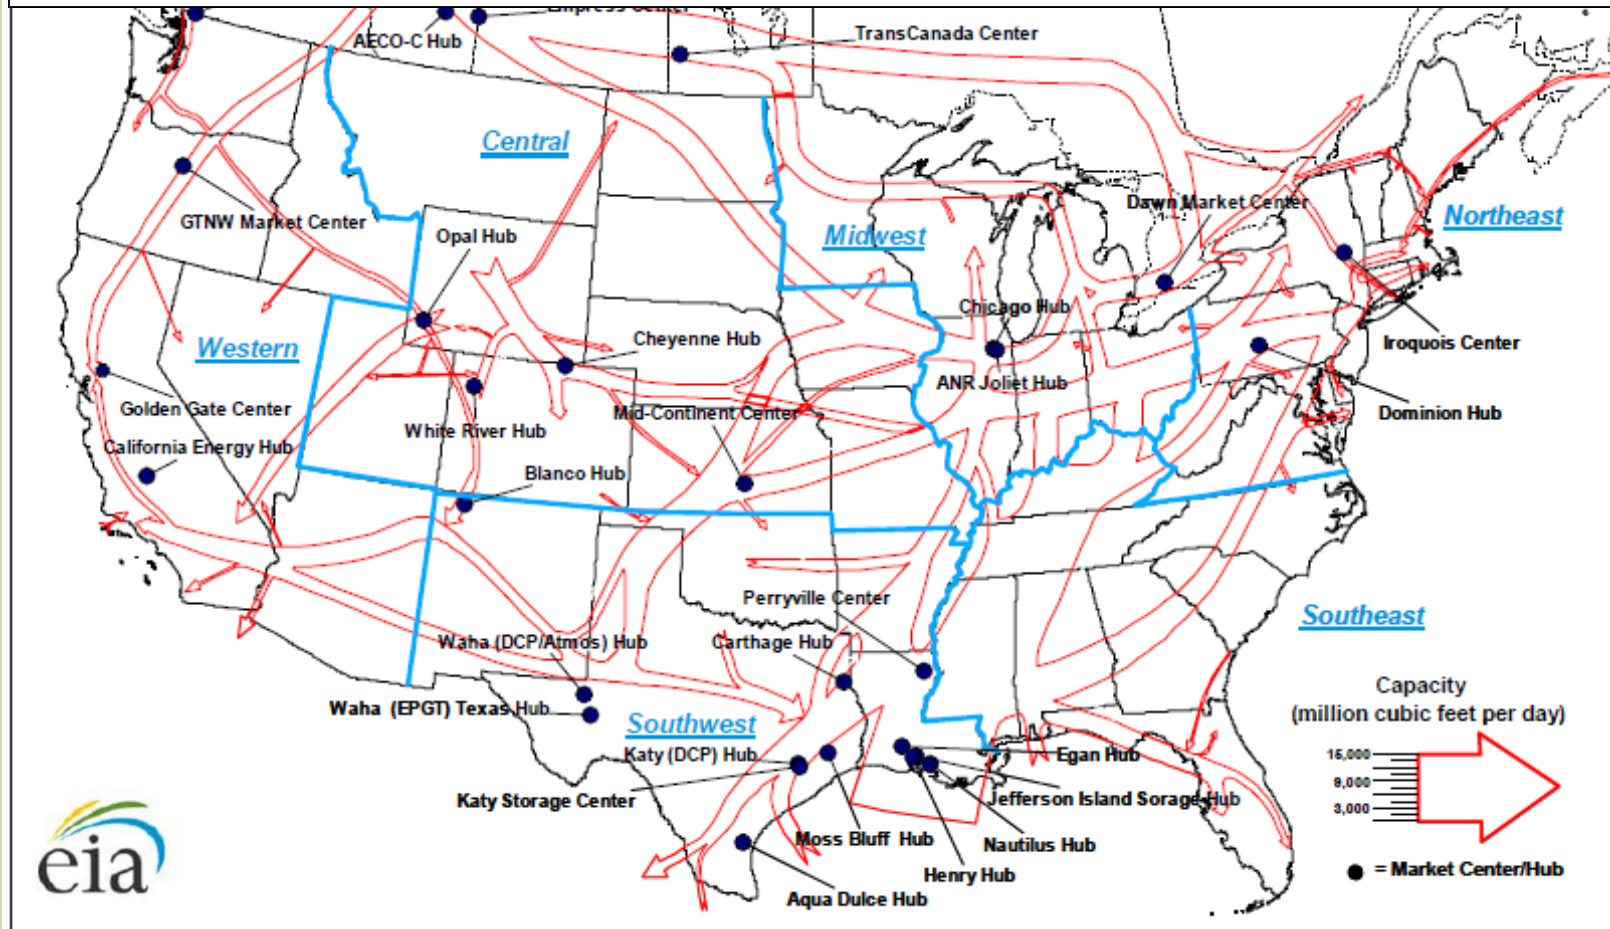 Empress Center
AECO-C Hub
TransCanada Center
Central
GTNW Market Center
Opal Hub
Midwest
Dawn Market Center
Northeast
Western
Cheyenne Hub
Chicago Hub
Iroquois Center
ANR Joliet Hub
Golden Gate Center
Mid-Continent Center
Dominion Hub
White River Hub
California Energy Hub
Blanco Hub
Perryville Center
Southeast
Waha (DCP/Atmos) Hub
Carthage Hub
Waha (EPGT) Texas Hub
Southwest
Katy (DCP) Hub
Egan Hub
Katy Storage Center
Jefferson Island Sorage Hub
Moss Bluff Hub
Nautilus Hub
Henry Hub
Aqua Dulce Hub
Capacity
(million cubic feet per day)
15,000
9,000
3,000
= Market Center/Hub
eia